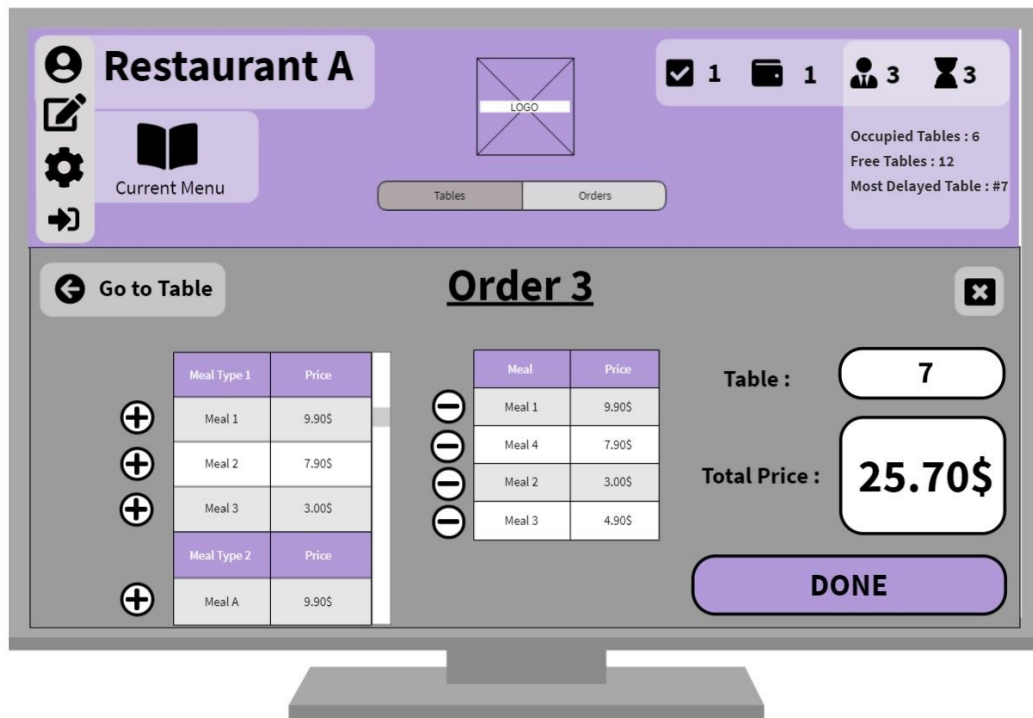 Restaurant A
1 1 3 3
LOGO
Current Menu
Occupied Tables : 6
Free Tables : 12
Most Delayed Table : #7
Tables Orders
Go to Table
Order 3
Meal Type 1 Price
Meal 1 9.90$
Meal 2 7.90$
Meal 3 3.00$
Meal Type 2 Price
Meal A 9.90$
Meal Price
Meal 1 9.90$
Meal 4 7.90$
Meal 2 3.00$
Meal 3 4.90$
Table : 7
Total Price : 25.70$
DONE